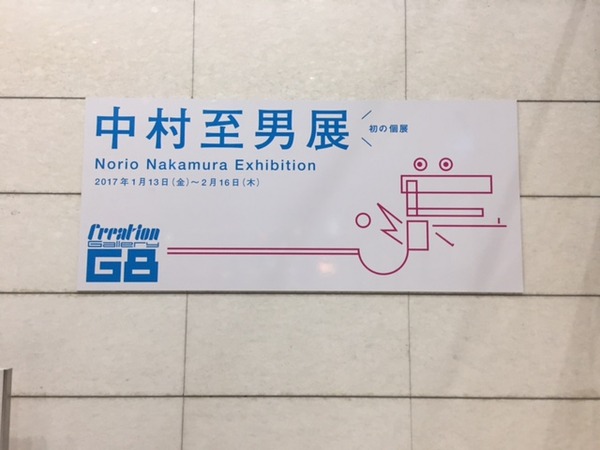 中村至男展
初の個展
Norio Nakamura Exhibition
2017年1月13日(金)〜2月16日(木)
Creation
Gallery
G8